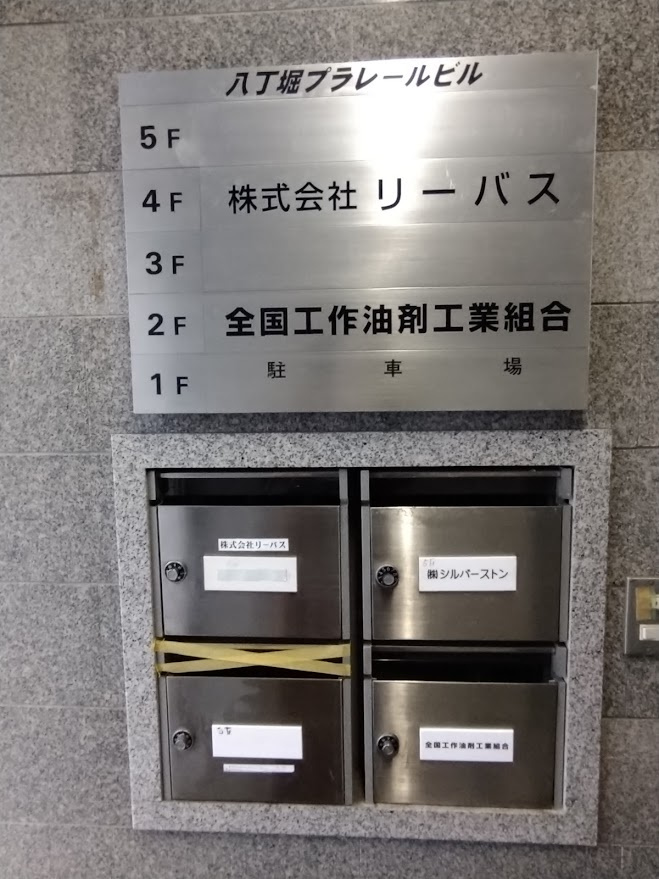 八丁堀プラレールビル
5F
4F 株式会社 リーバス
3F
2F 全国工作油剤工業組合
1F 駐車場
株式会社リーバス
㈱シルバーストン
全国工作油剤工業組合